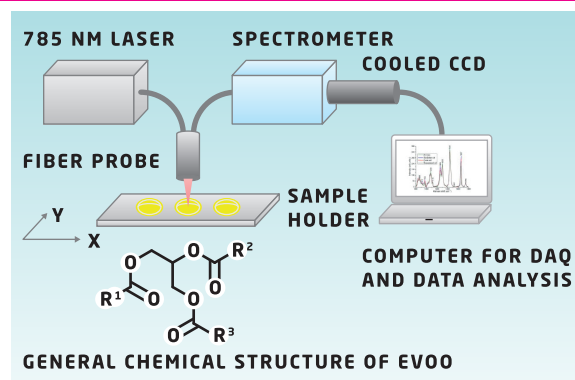 785 NM LASER
SPECTROMETER
COOLED CCD
FIBER PROBE
SAMPLE
HOLDER
Y
X
COMPUTER FOR DAQ
AND DATA ANALYSIS
O
O
R²
O
R¹
O
O
O
R³
GENERAL CHEMICAL STRUCTURE OF EVOO